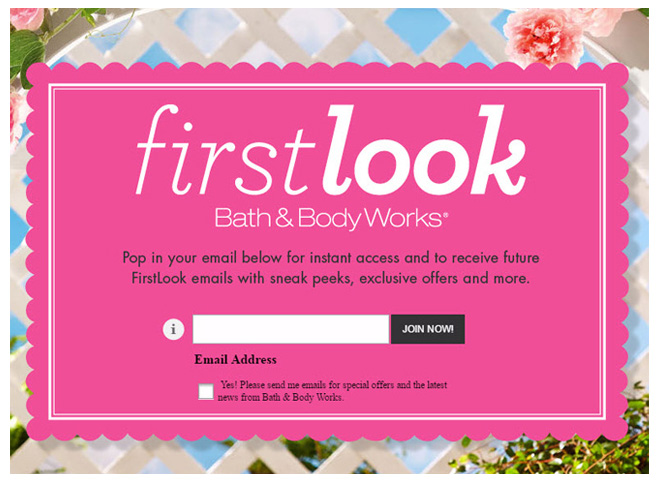 firstlook
Bath & Body Works®
Pop in your email below for instant access and to receive future
FirstLook emails with sneak peeks, exclusive offers and more.
i
JOIN NOW!
Email Address
Yes! Please send me emails for special offers and the latest
news from Bath & Body Works.